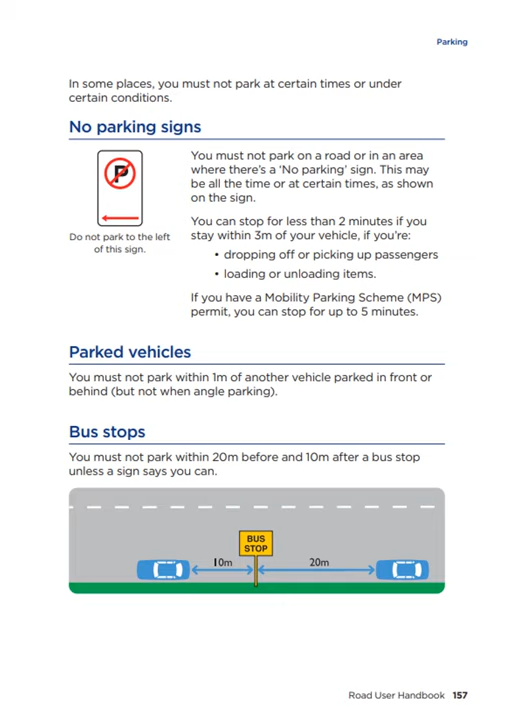 Parking
In some places, you must not park at certain times or under
certain conditions.
No parking signs
P
Do not park to the left
of this sign.
You must not park on a road or in an area
where there's a ‘No parking’ sign. This may
be all the time or at certain times, as shown
on the sign.
You can stop for less than 2 minutes if you
stay within 3m of your vehicle, if you're:
• dropping off or picking up passengers
• loading or unloading items.
If you have a Mobility Parking Scheme (MPS)
permit, you can stop for up to 5 minutes.
Parked vehicles
You must not park within 1m of another vehicle parked in front or
behind (but not when angle parking).
Bus stops
You must not park within 20m before and 10m after a bus stop
unless a sign says you can.
BUS
STOP
10m
20m
Road User Handbook 157